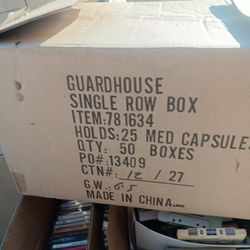 GUARDHOUSE
SINGLE ROW BOX
ITEM:781634
HOLDS:25 MED CAPSULES
QTY: 50 BOXES
PO#:13409
CTN#: 12 / 27
G.W.: 6.5
MADE IN CHINA